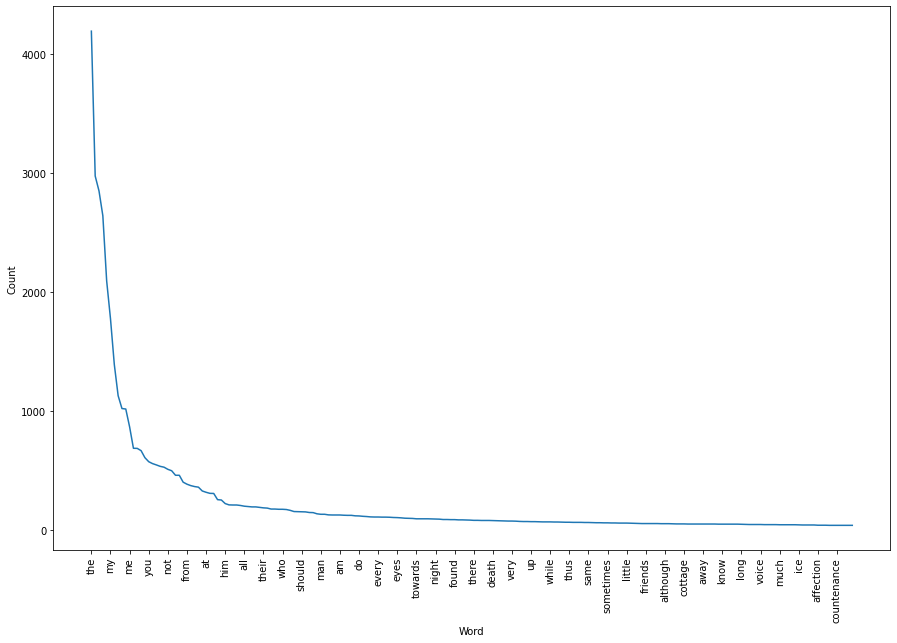 4000
3000
2000
1000
0
Count
the
my
me
you
not
from
at
him
all
their
who
should
man
am
do
every
eyes
towards
night
found
there
death
very
up
while
thus
same
sometimes
little
friends
although
cottage
away
know
long
voice
much
ice
affection
countenance
Word